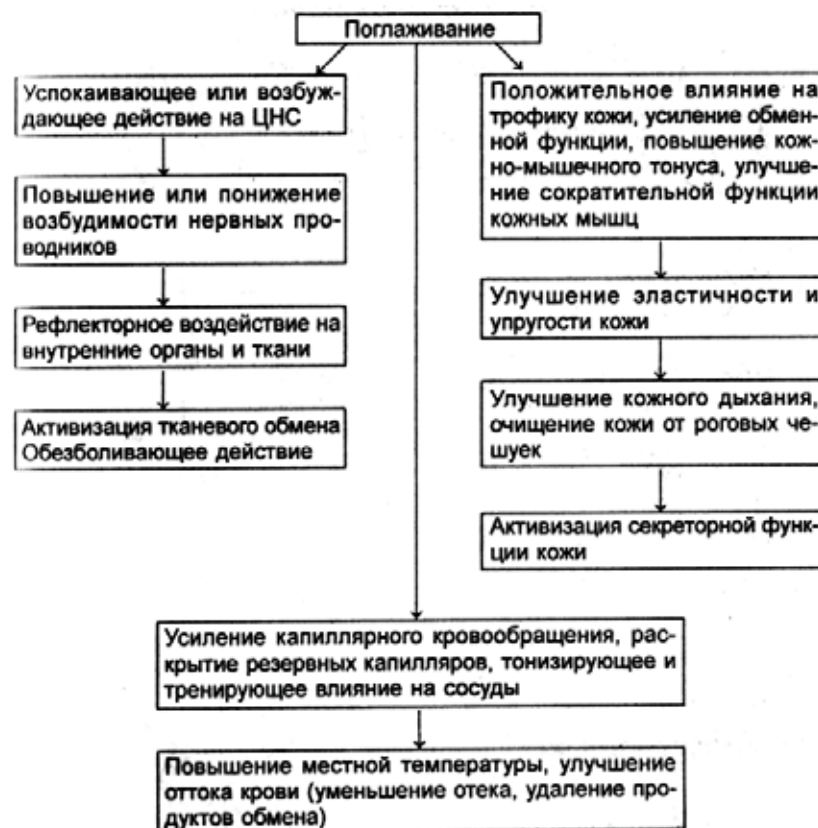 Поглаживание
Успокаивающее или возбуж-
дающее действие на ЦНС
Повышение или понижение
возбудимости нервных про-
водников
Рефлекторное воздействие на
внутренние органы и ткани
Активизация тканевого обмена
Обезболивающее действие
Положительное влияние на
трофику кожи, усиление обмен-
ной функции, повышение кож-
но-мышечного тонуса, улучше-
ние сократительной функции
кожных мышц
Улучшение эластичности и
упругости кожи
Улучшение кожного дыхания,
очищение кожи от роговых че-
шуек
Активизация секреторной функ-
ции кожи
Усиление капиллярного кровообращения, рас-
крытие резервных капилляров, тонизирующее и
тренирующее влияние на сосуды
Повышение местной температуры, улучшение
оттока крови (уменьшение отека, удаление про-
дуктов обмена)